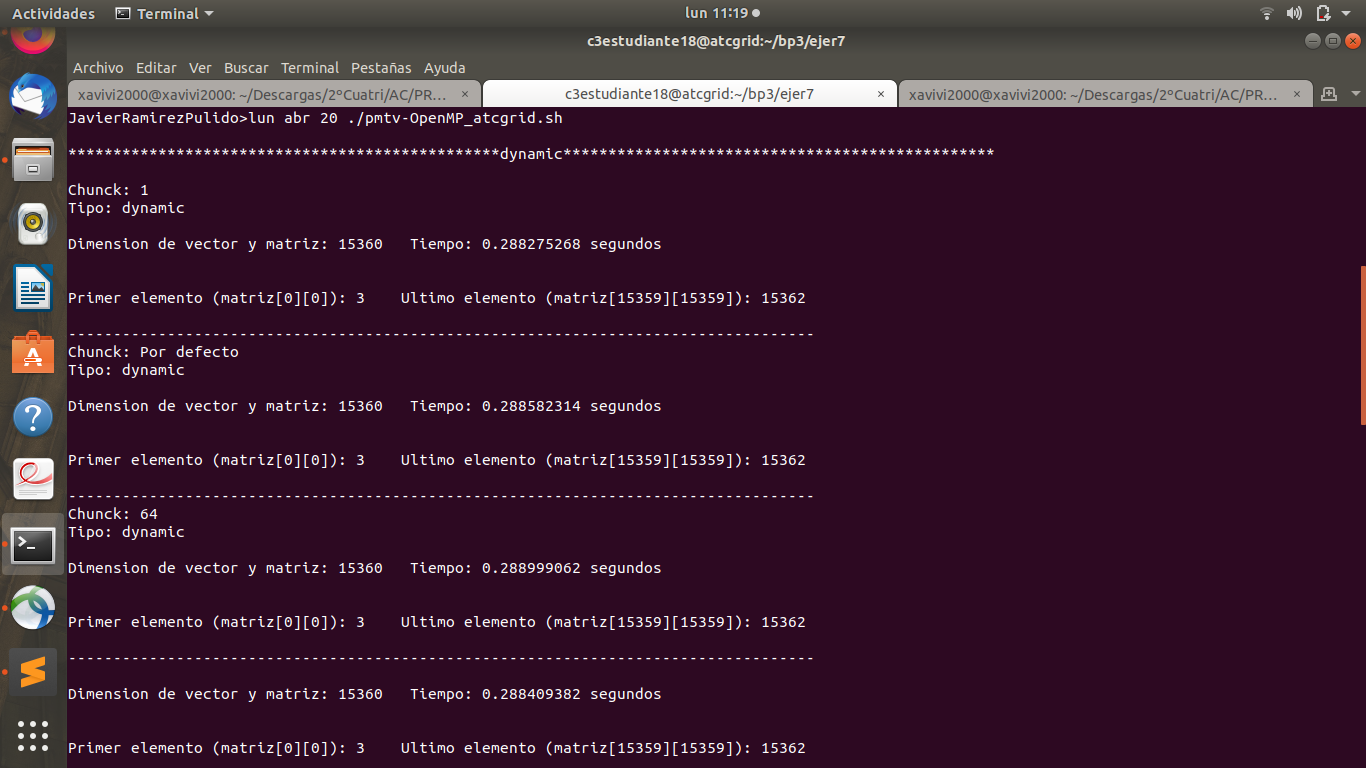 Actividades
Terminal
lun 11:19
c3estudiante18@atcgrid:~/bp3/ejer7
Archivo Editar Ver Buscar Terminal Pestañas Ayuda
xavivi2000@xavivi2000: ~/Descargas/2ºCuatri/AC/PR... ×
c3estudiante18@atcgrid:~/bp3/ejer7 ×
xavivi2000@xavivi2000: ~/Descargas/2ºCuatri/AC/PR... ×
JavierRamirezPulido>lun abr 20 ./pmtv-OpenMP_atcgrid.sh
************************************************dynamic************************************************
Chunck: 1
Tipo: dynamic
Dimension de vector y matriz: 15360   Tiempo: 0.288275268 segundos
Primer elemento (matriz[0][0]): 3    Ultimo elemento (matriz[15359][15359]): 15362
-----------------------------------------------------------------------------------
Chunck: Por defecto
Tipo: dynamic
Dimension de vector y matriz: 15360   Tiempo: 0.288582314 segundos
Primer elemento (matriz[0][0]): 3    Ultimo elemento (matriz[15359][15359]): 15362
-----------------------------------------------------------------------------------
Chunck: 64
Tipo: dynamic
Dimension de vector y matriz: 15360   Tiempo: 0.288999062 segundos
Primer elemento (matriz[0][0]): 3    Ultimo elemento (matriz[15359][15359]): 15362
-----------------------------------------------------------------------------------
Dimension de vector y matriz: 15360   Tiempo: 0.288409382 segundos
Primer elemento (matriz[0][0]): 3    Ultimo elemento (matriz[15359][15359]): 15362